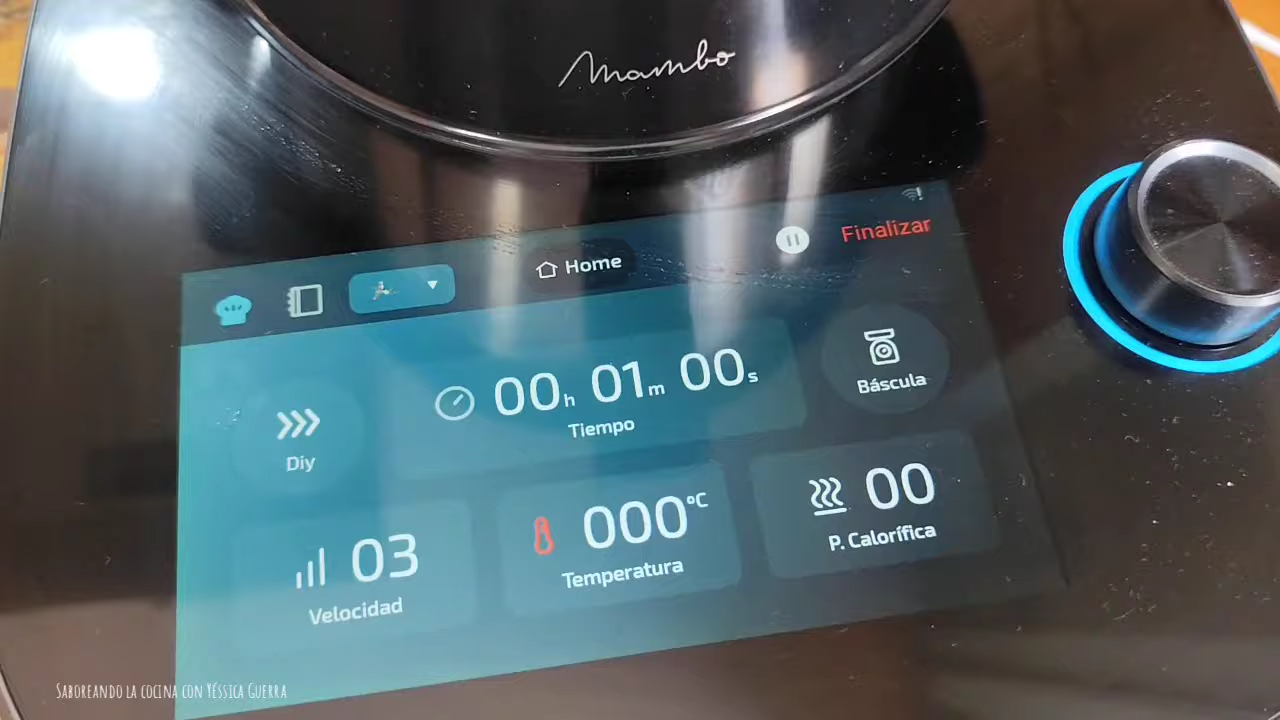 Mambo
Finalizar
Home
00h 01m 00s
Tiempo
Báscula
Diy
03
Velocidad
000°C
Temperatura
00
P. Calorífica
Saboreando la cocina con Yéssica Guerra